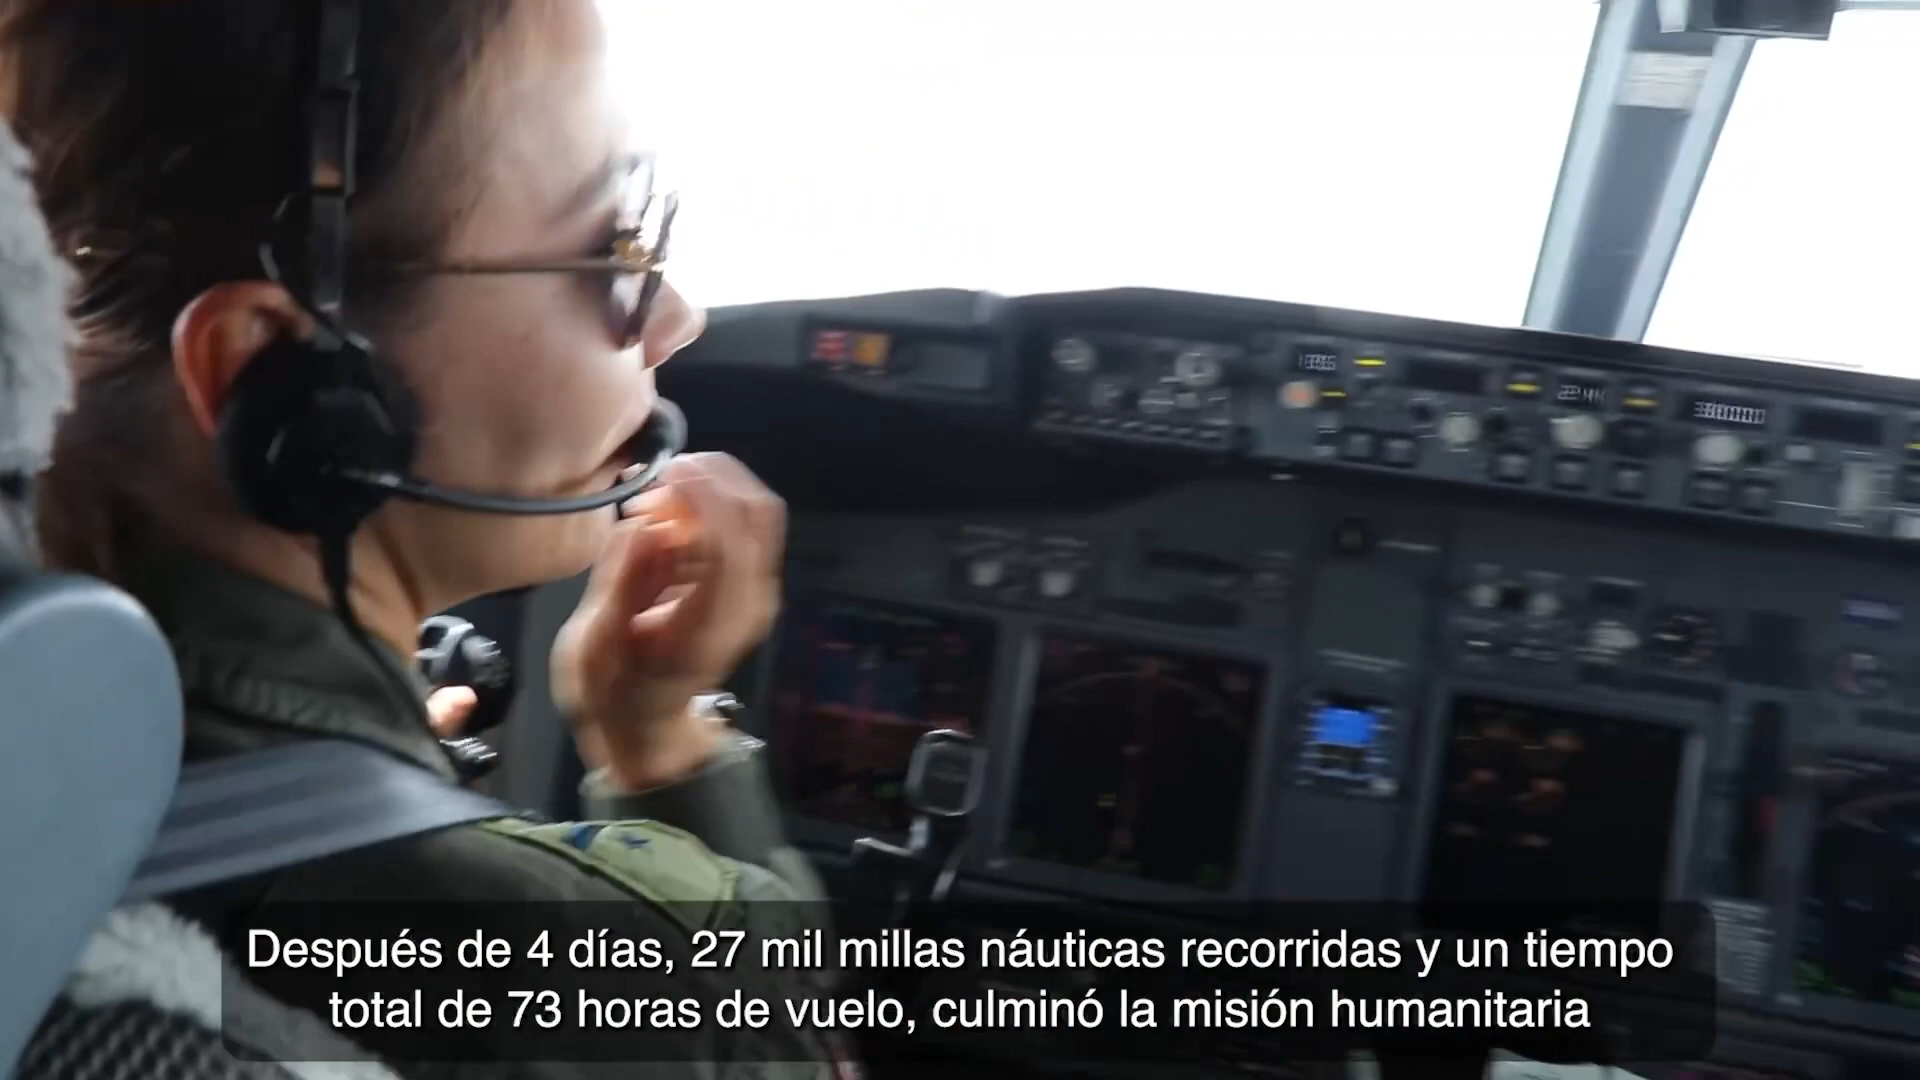 Después de 4 días, 27 mil millas náuticas recorridas y un tiempo
total de 73 horas de vuelo, culminó la misión humanitaria